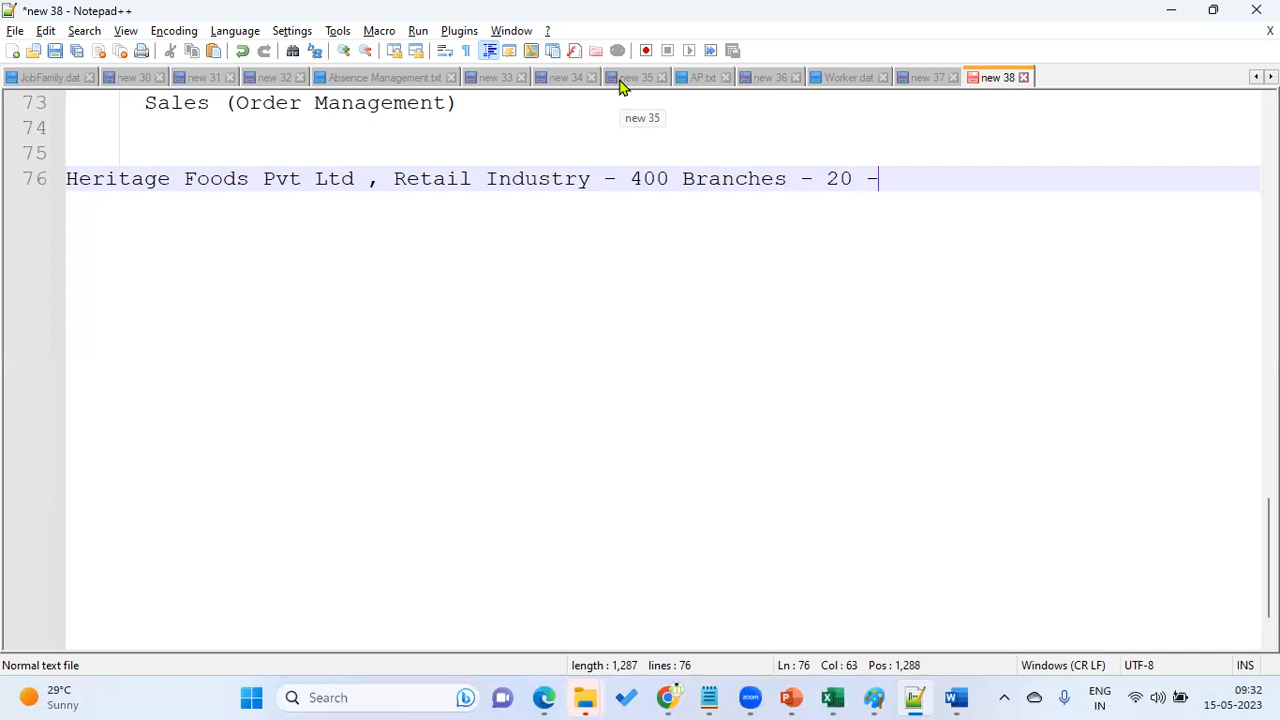 *new 38 - Notepad++
File Edit Search View Encoding Language Settings Tools Macro Run Plugins Window ? X
JobFamily.dat new 30 new 31 new 32 Absence Management.txt new 33 new 34 new 35 AP.txt new 36 Worker.dat new 37 new 38
new 35
73 Sales (Order Management)
74
75
76 Heritage Foods Pvt Ltd , Retail Industry - 400 Branches - 20 -
Normal text file length : 1,287 lines : 76 Ln : 76 Col : 63 Pos : 1,288 Windows (CR LF) UTF-8 INS
29°C
Sunny
Search
zoom
ENG
IN
09:32
15-05-2023